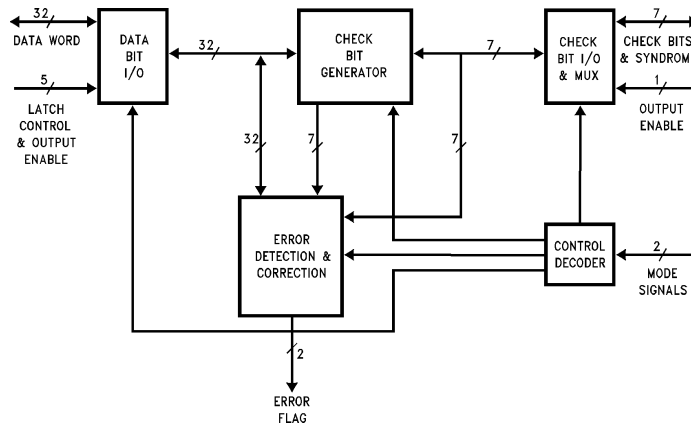 32
DATA WORD
5
LATCH
CONTROL
& OUTPUT
ENABLE
DATA
BIT
I/O
32
CHECK
BIT
GENERATOR
7
CHECK
BIT I/O
& MUX
7
CHECK BITS
& SYNDROM
1
OUTPUT
ENABLE
32
7
7
ERROR
DETECTION &
CORRECTION
CONTROL
DECODER
2
MODE
SIGNALS
2
ERROR
FLAG